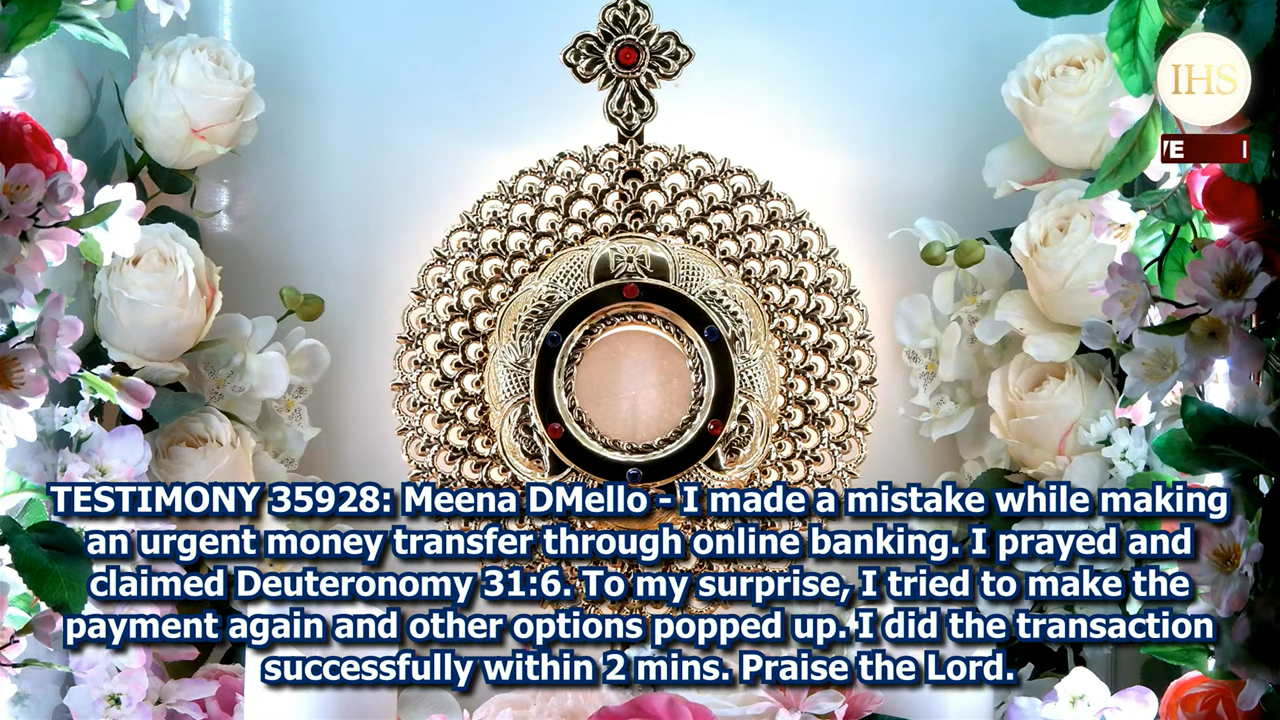 IHS
TESTIMONY 35928: Meena DMello - I made a mistake while making
an urgent money transfer through online banking. I prayed and
claimed Deuteronomy 31:6. To my surprise, I tried to make the
payment again and other options popped up. I did the transaction
successfully within 2 mins. Praise the Lord.